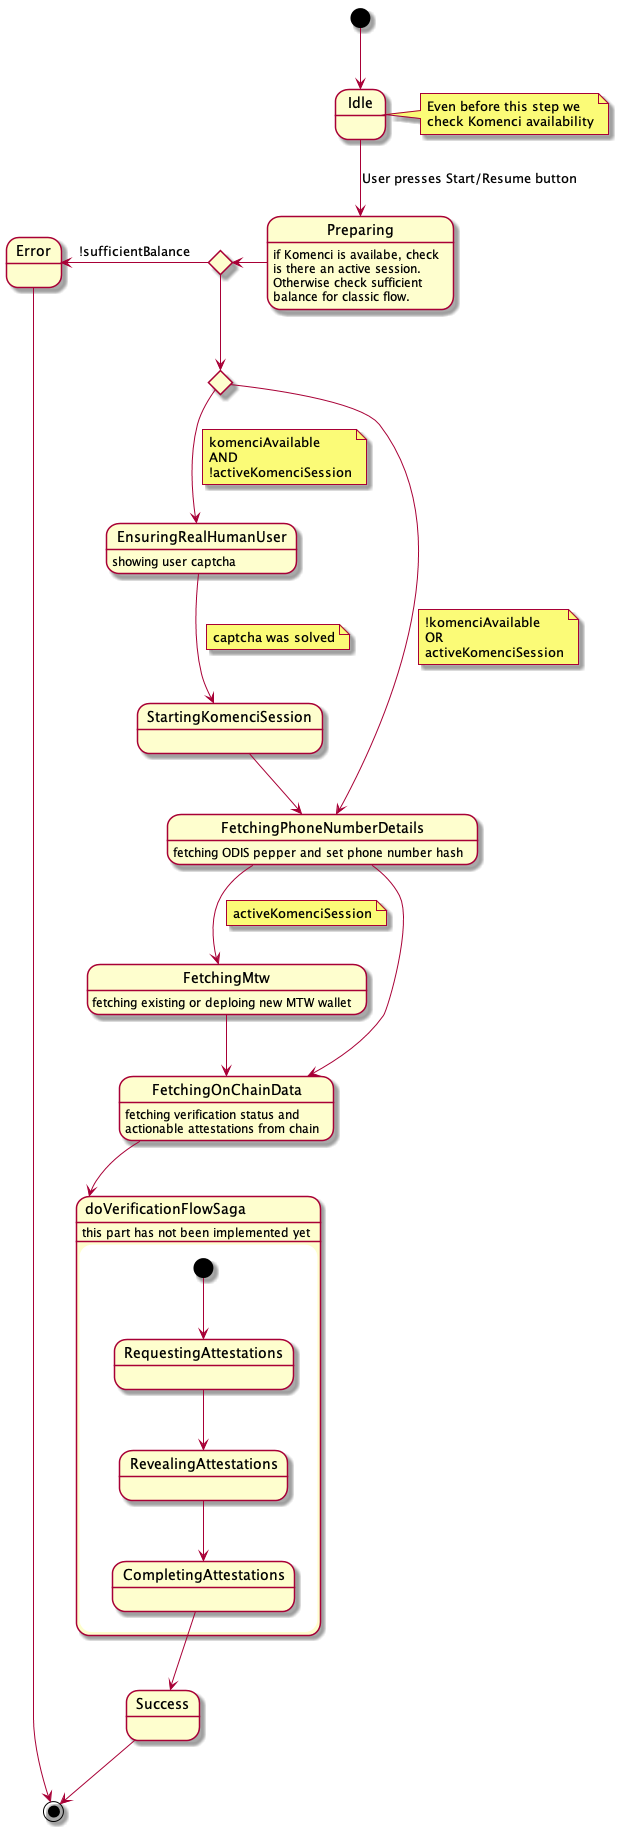 Idle
Even before this step we
check Komenci availability
User presses Start/Resume button
Preparing
if Komenci is availabe, check
is there an active session.
Otherwise check sufficient
balance for classic flow.
Error
!sufficientBalance
komenciAvailable
AND
!activeKomenciSession
EnsuringRealHumanUser
showing user captcha
!komenciAvailable
OR
activeKomenciSession
captcha was solved
StartingKomenciSession
FetchingPhoneNumberDetails
fetching ODIS pepper and set phone number hash
activeKomenciSession
FetchingMtw
fetching existing or deploing new MTW wallet
FetchingOnChainData
fetching verification status and
actionable attestations from chain
doVerificationFlowSaga
this part has not been implemented yet
RequestingAttestations
RevealingAttestations
CompletingAttestations
Success